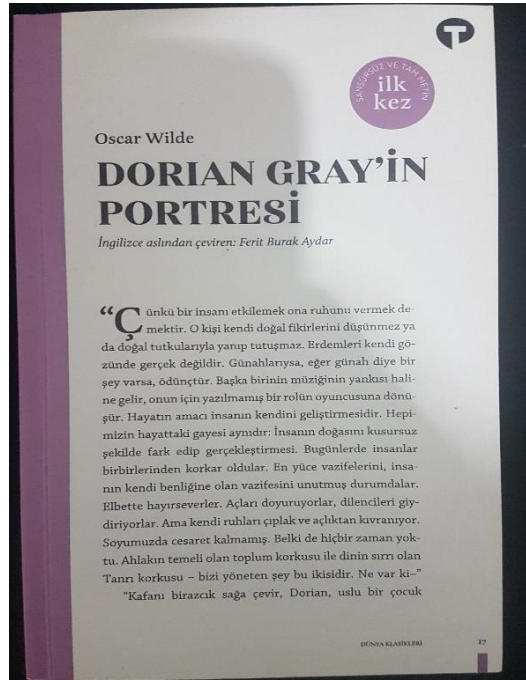 T
SANSÜRSÜZ VE TAM METİN
ilk
kez
Oscar Wilde
DORIAN GRAY'İN
PORTRESİ
İngilizce aslından çeviren: Ferit Burak Aydar
“Çünkü bir insanı etkilemek ona ruhunu vermek de-
mektir. O kişi kendi doğal fikirlerini düşünmez ya
da doğal tutkularıyla yanıp tutuşmaz. Erdemleri kendi gö-
zünde gerçek değildir. Günahlarıysa, eğer günah diye bir
şey varsa, ödünçtür. Başka birinin müziğinin yankısı hali-
ne gelir, onun için yazılmamış bir rolün oyuncusuna dönü-
şür. Hayatın amacı insanın kendini geliştirmesidir. Hepi-
mizin hayattaki gayesi aynıdır: İnsanın doğasını kusursuz
şekilde fark edip gerçekleştirmesi. Bugünlerde insanlar
birbirlerinden korkar oldular. En yüce vazifelerini, insa-
nın kendi benliğine olan vazifesini unutmuş durumdalar.
Elbette hayırseverler. Açları doyuruyorlar, dilencileri giy-
diriyorlar. Ama kendi ruhları çıplak ve açlıktan kıvranıyor.
Soyumuzda cesaret kalmamış. Belki de hiçbir zaman yok-
tu. Ahlakın temeli olan toplum korkusu ile dinin sırrı olan
Tanrı korkusu – bizi yöneten şey bu ikisidir. Ne var ki–”
“Kafanı birazcık sağa çevir, Dorian, uslu bir çocuk
DÜNYA KLASİKLERİ 17